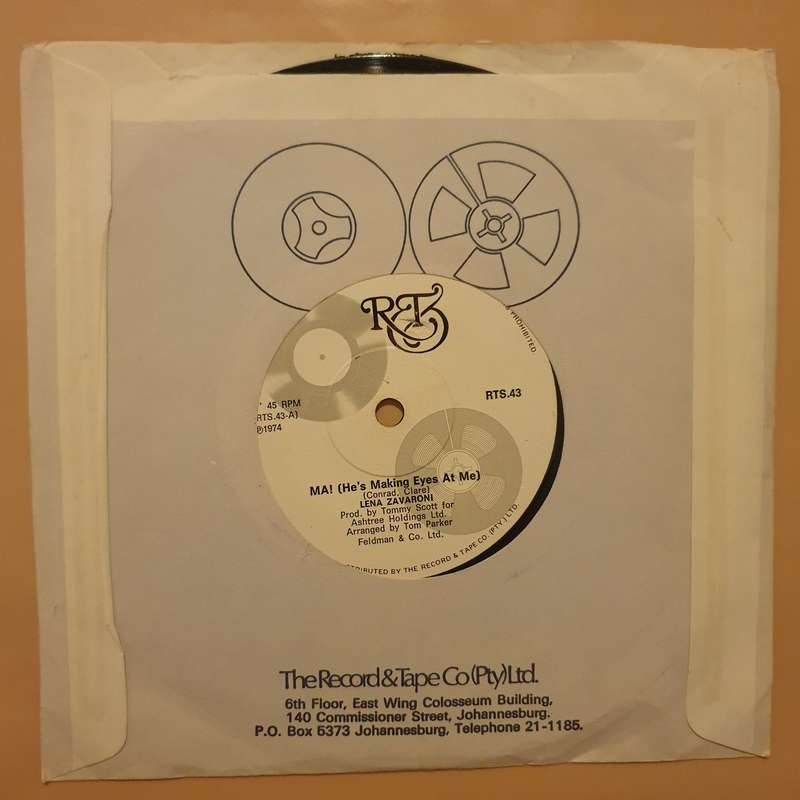 R&T
PROHIBITED.
45 RPM
RTS.43-A)
℗1974
RTS.43
MA! (He's Making Eyes At Me)
(Conrad, Clare)
LENA ZAVARONI
Prod. by Tommy Scott for
Ashtree Holdings Ltd.
Arranged by Tom Parker
Feldman & Co. Ltd.
TRIBUTED BY THE RECORD & TAPE CO. (PTY) LTD.
The Record&Tape Co(Pty)Ltd.
6th Floor, East Wing Colosseum Building,
140 Commissioner Street, Johannesburg.
P.O. Box 5373 Johannesburg, Telephone 21-1185.